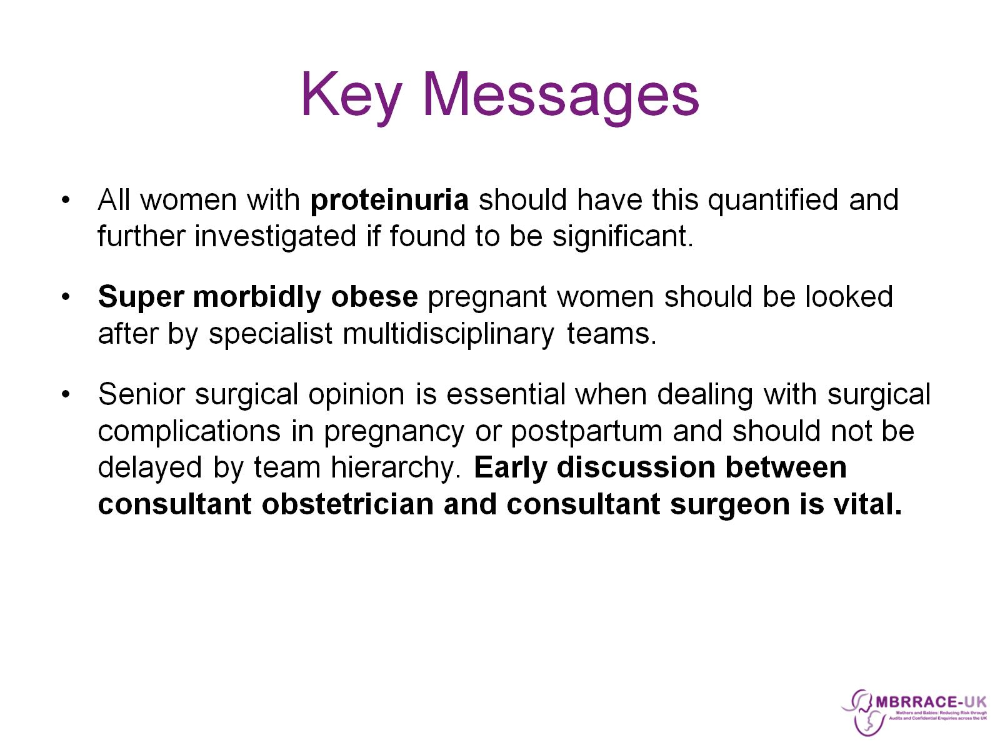 Key Messages
• All women with proteinuria should have this quantified and
further investigated if found to be significant.
• Super morbidly obese pregnant women should be looked
after by specialist multidisciplinary teams.
• Senior surgical opinion is essential when dealing with surgical
complications in pregnancy or postpartum and should not be
delayed by team hierarchy. Early discussion between
consultant obstetrician and consultant surgeon is vital.
MBRRACE-UK
Mothers and Babies: Reducing Risk through
Audits and Confidential Enquiries across the UK